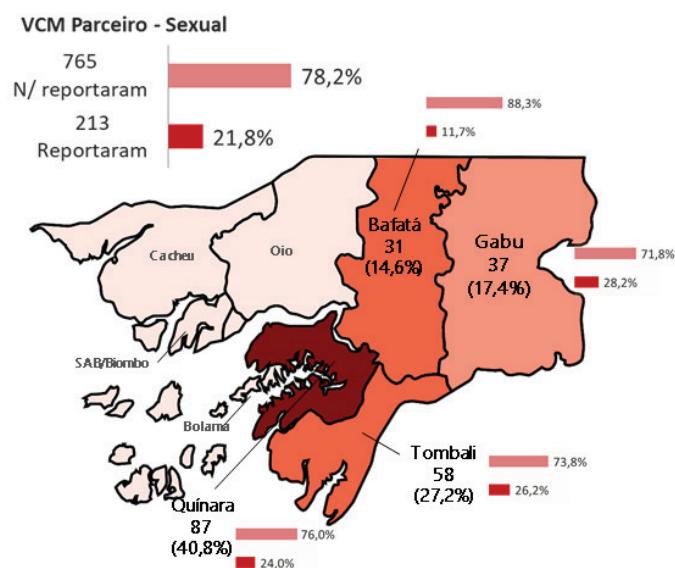 VCM Parceiro - Sexual
765
N/ reportaram
78,2%
213
Reportaram
21,8%
88,3%
11,7%
Bafatá
31
(14,6%)
Gabu
37
(17,4%)
71,8%
28,2%
Cacheu
Oio
SAB/Biombo
Bolama
Tombali
58
(27,2%)
73,8%
26,2%
Quínara
87
(40,8%)
76,0%
24,0%